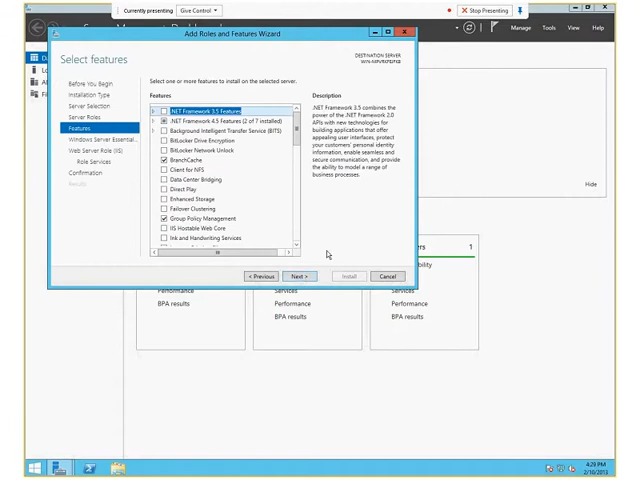 Currently presenting
Give Control
Stop Presenting
Manage
Tools
View
Help
Add Roles and Features Wizard
Select features
DESTINATION SERVER
Before You Begin
Installation Type
Server Selection
Server Roles
Features
Windows Server Essential...
Web Server Role (IIS)
Role Services
Confirmation
Results
Select one or more features to install on the selected server.
Features
.NET Framework 3.5 Features
.NET Framework 4.5 Features (2 of 7 installed)
Background Intelligent Transfer Service (BITS)
BitLocker Drive Encryption
BitLocker Network Unlock
BranchCache
Client for NFS
Data Center Bridging
Direct Play
Enhanced Storage
Failover Clustering
Group Policy Management
IIS Hostable Web Core
Ink and Handwriting Services
Description
.NET Framework 3.5 combines the
power of the .NET Framework 2.0
APIs with new technologies for
building applications that offer
appealing user interfaces, protect
your customers' personal identity
information, enable seamless and
secure communication, and provide
the ability to model a range of
business processes.
< Previous
Next >
Install
Cancel
Hide
1
Services
Services
Performance
Performance
Performance
BPA results
BPA results
BPA results
4:29 PM
2/10/2013